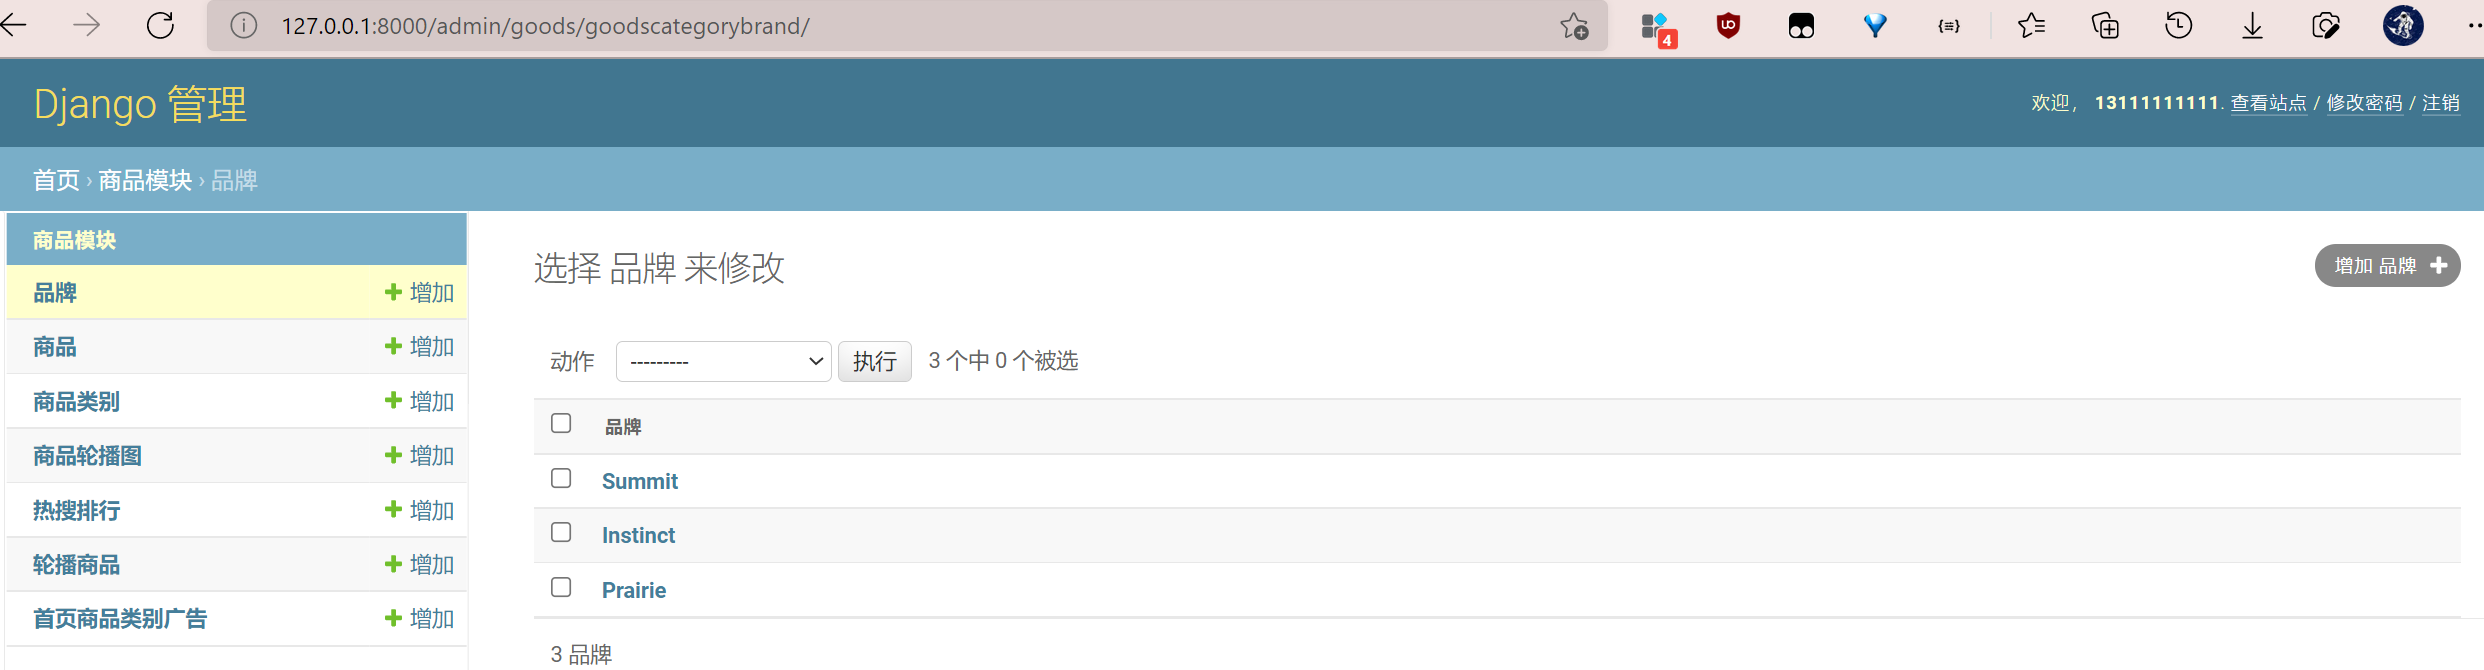 127.0.0.1:8000/admin/goods/goodscategorybrand/
4
Django 管理
欢迎， 13111111111. 查看站点 / 修改密码 / 注销
首页 › 商品模块 › 品牌
商品模块
品牌 增加
商品 增加
商品类别 增加
商品轮播图 增加
热搜排行 增加
轮播商品 增加
首页商品类别广告 增加
选择 品牌 来修改
增加 品牌
动作 --------- 执行 3 个中 0 个被选
品牌
Summit
Instinct
Prairie
3 品牌